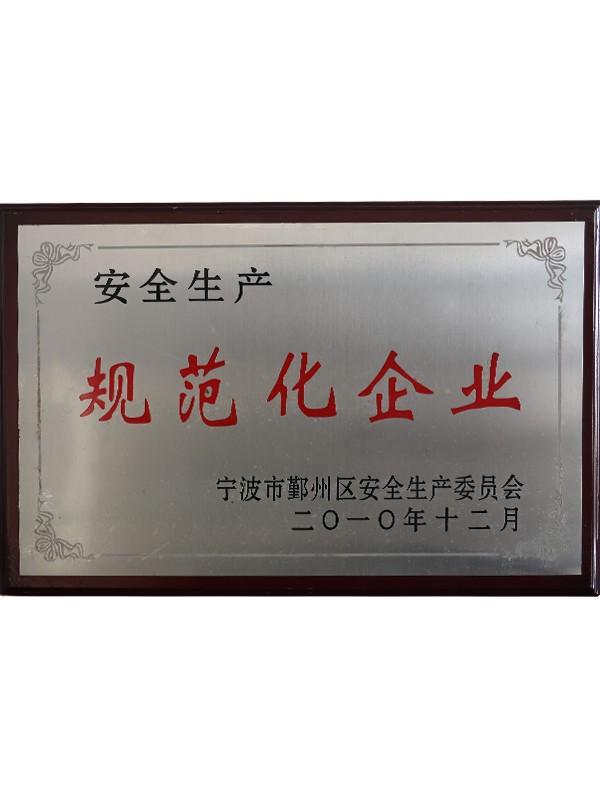 安全生产
规范化企业
宁波市鄞州区安全生产委员会
二〇一〇年十二月